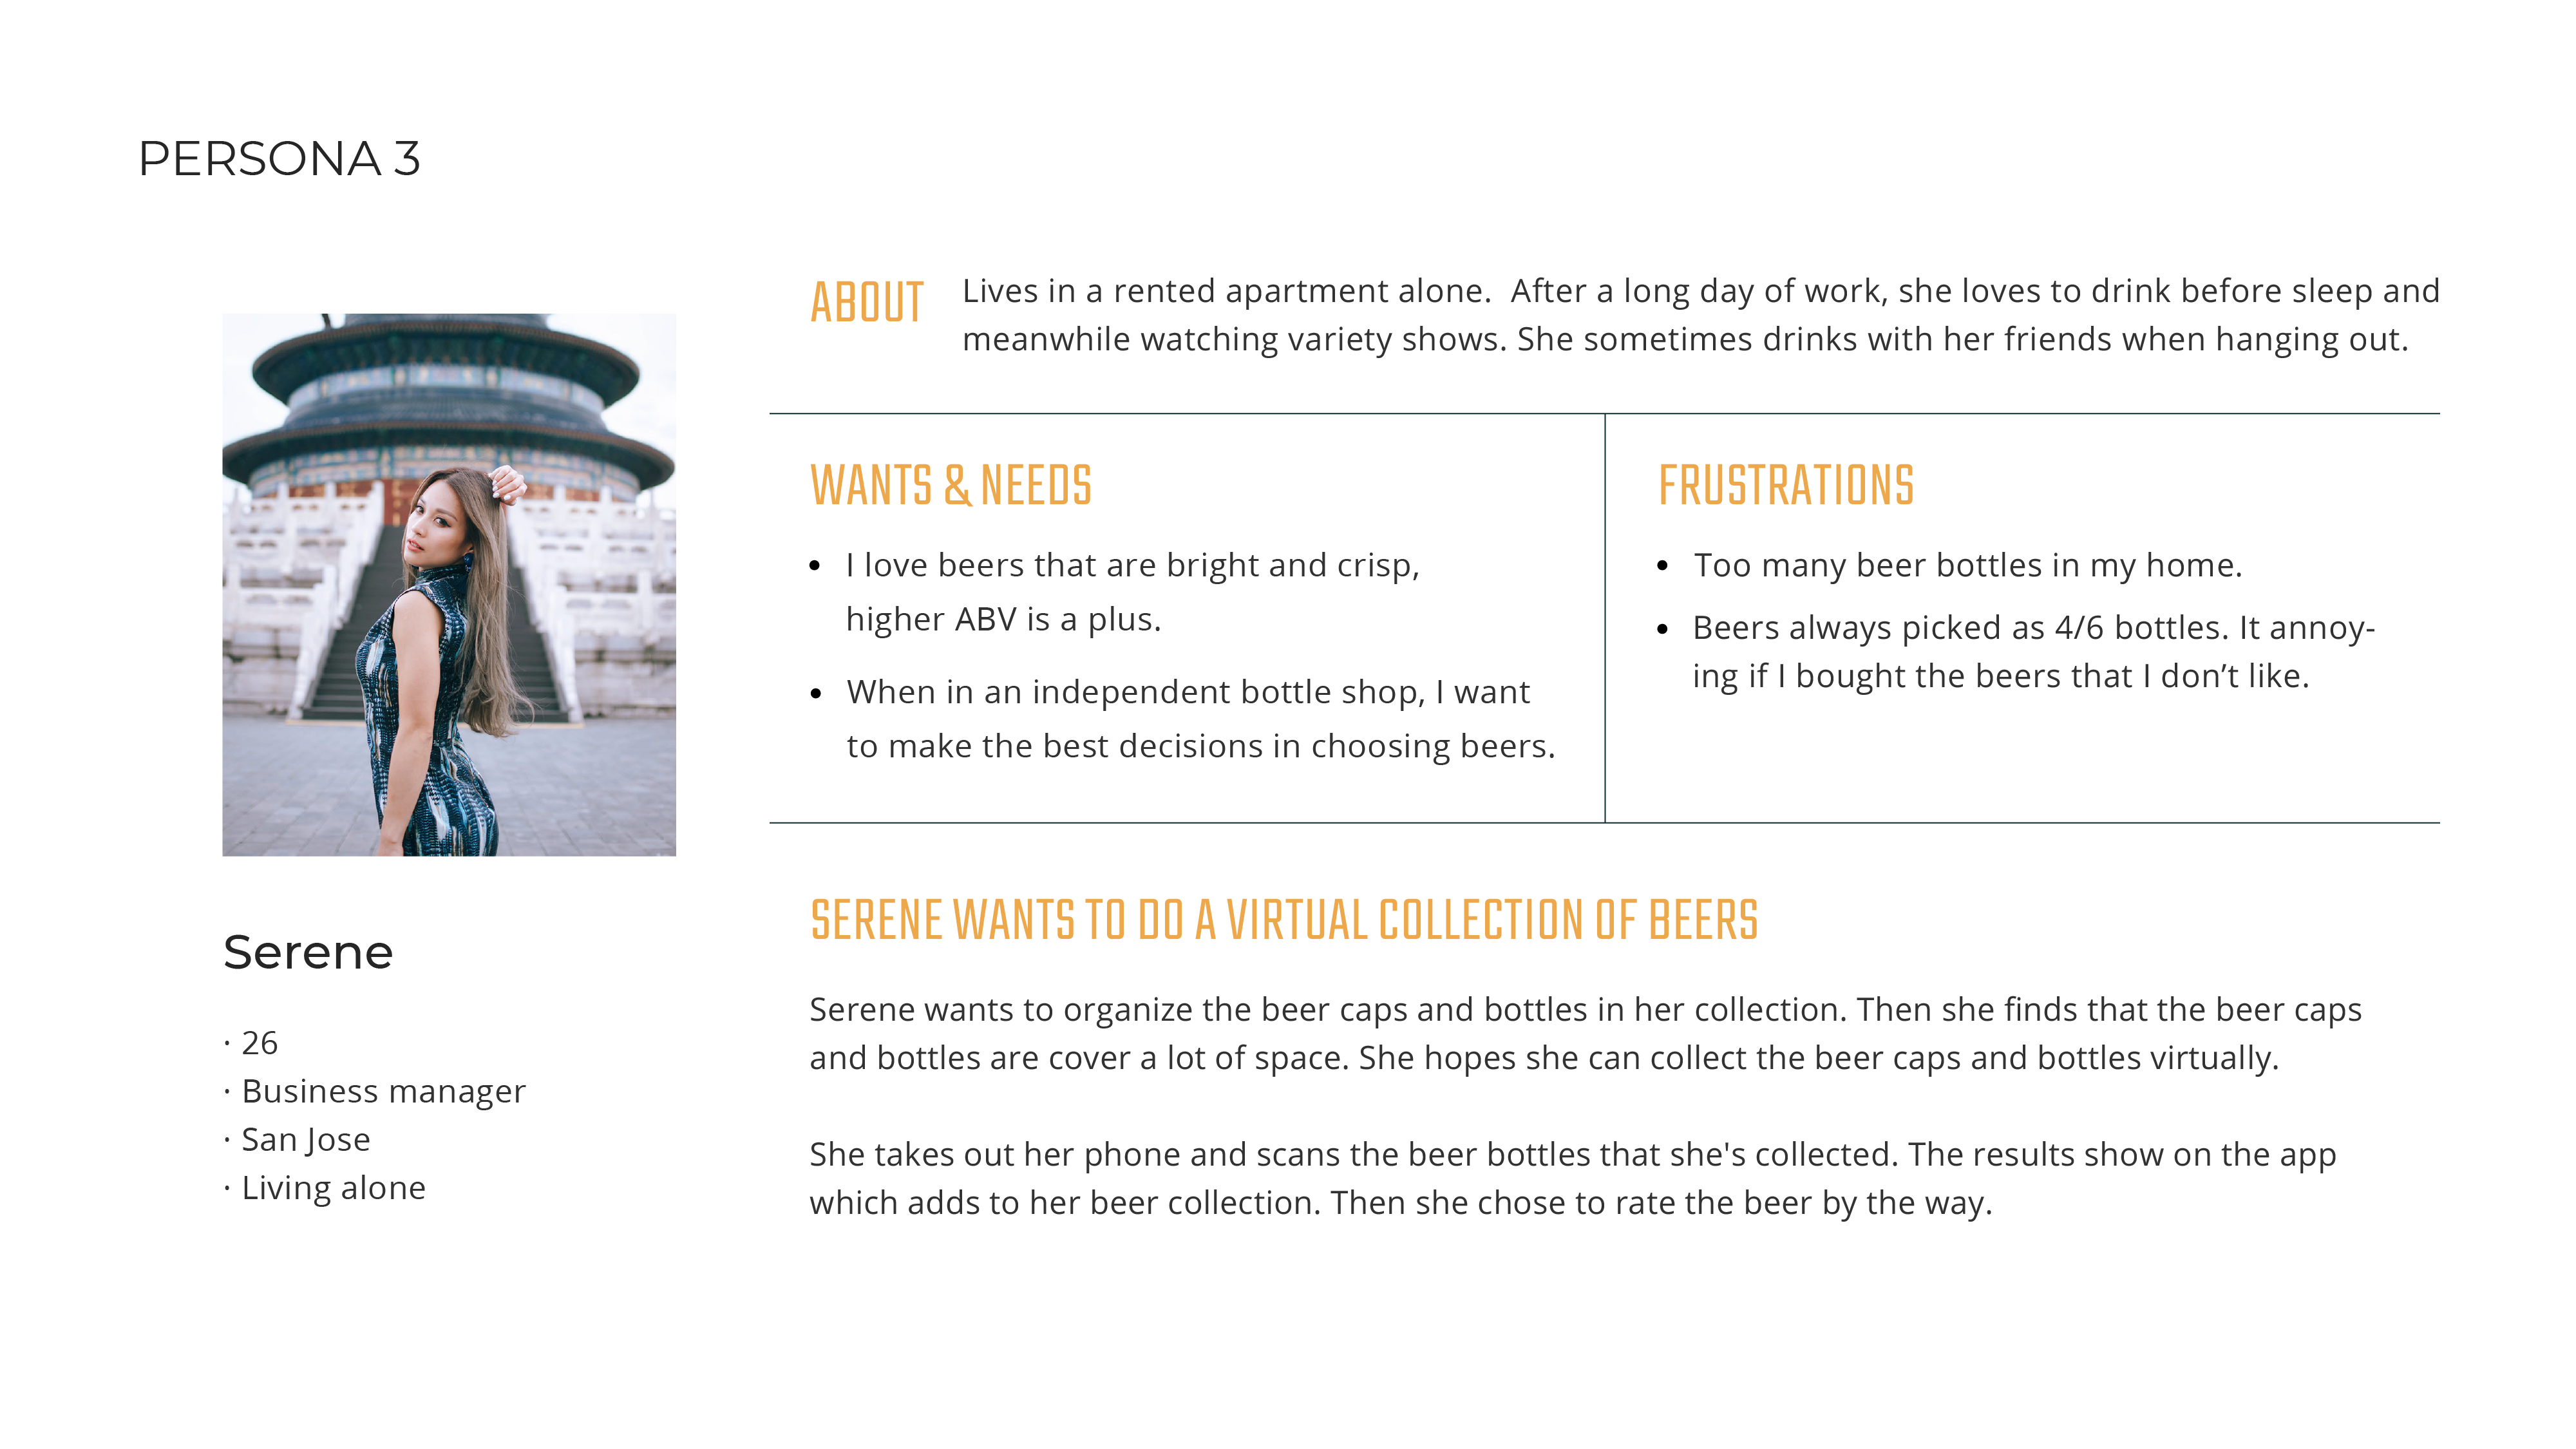 PERSONA 3
ABOUT
Lives in a rented apartment alone.  After a long day of work, she loves to drink before sleep and
meanwhile watching variety shows. She sometimes drinks with her friends when hanging out.
WANTS & NEEDS
• I love beers that are bright and crisp,
higher ABV is a plus.
• When in an independent bottle shop, I want
to make the best decisions in choosing beers.
FRUSTRATIONS
• Too many beer bottles in my home.
• Beers always picked as 4/6 bottles. It annoy-
ing if I bought the beers that I don’t like.
Serene
· 26
· Business manager
· San Jose
· Living alone
SERENE WANTS TO DO A VIRTUAL COLLECTION OF BEERS
Serene wants to organize the beer caps and bottles in her collection. Then she finds that the beer caps
and bottles are cover a lot of space. She hopes she can collect the beer caps and bottles virtually.
She takes out her phone and scans the beer bottles that she's collected. The results show on the app
which adds to her beer collection. Then she chose to rate the beer by the way.